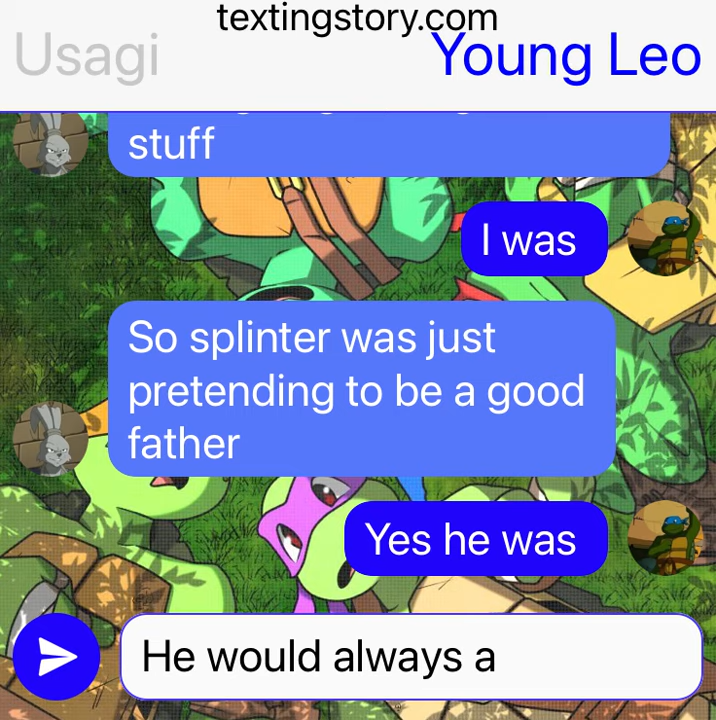 textingstory.com
Usagi
Young Leo
stuff
I was
So splinter was just
pretending to be a good
father
Yes he was
He would always a